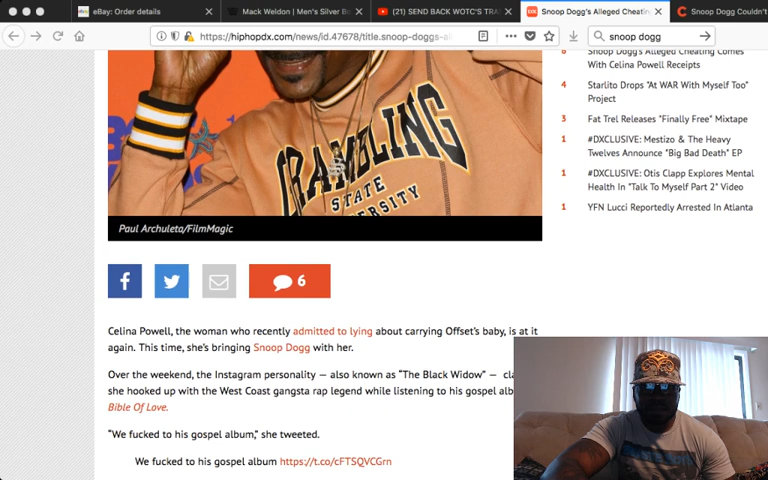 eBay: Order details
Mack Weldon | Men's Silver B
(21) SEND BACK WOTC'S TRA
Snoop Dogg's Alleged Cheatin
Snoop Dogg Couldn't
https://hiphopdx.com/news/id.47678/title.snoop-doggs-al
snoop dogg
Paul Archuleta/FilmMagic
GRAMBLING
STATE
6
Celina Powell, the woman who recently admitted to lying about carrying Offset's baby, is at it
again. This time, she's bringing Snoop Dogg with her.
Over the weekend, the Instagram personality — also known as "The Black Widow" — cl
she hooked up with the West Coast gangsta rap legend while listening to his gospel alb
Bible Of Love.
"We fucked to his gospel album," she tweeted.
We fucked to his gospel album https://t.co/cFTSQVCGrn
6 Snoop Dogg's Alleged Cheating Comes
With Celina Powell Receipts
4 Starlito Drops "At WAR With Myself Too"
Project
3 Fat Trel Releases "Finally Free" Mixtape
1 #DXCLUSIVE: Mestizo & The Heavy
Twelves Announce "Big Bad Death" EP
1 #DXCLUSIVE: Otis Clapp Explores Mental
Health In "Talk To Myself Part 2" Video
1 YFN Lucci Reportedly Arrested In Atlanta